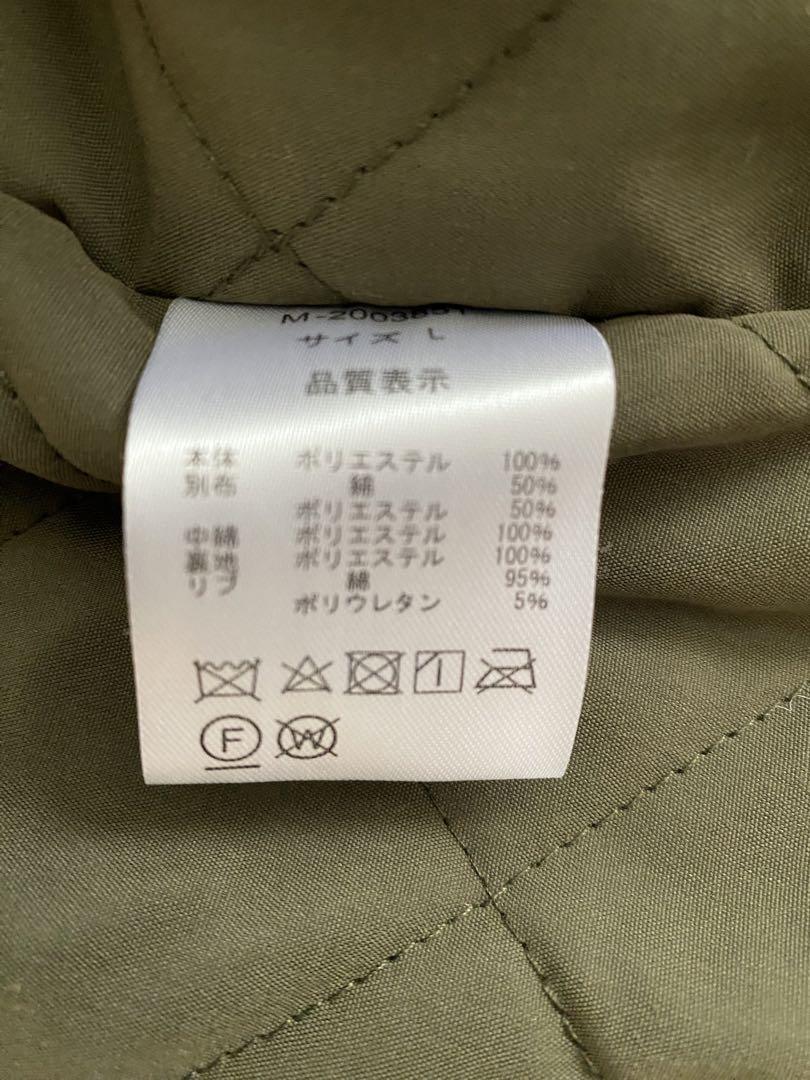 サイズ L
品質表示
本体 ポリエステル 100%
別布 綿 50%
ポリエステル 50%
中綿 ポリエステル 100%
裏地 ポリエステル 100%
リブ 綿 95%
ポリウレタン 5%
F W